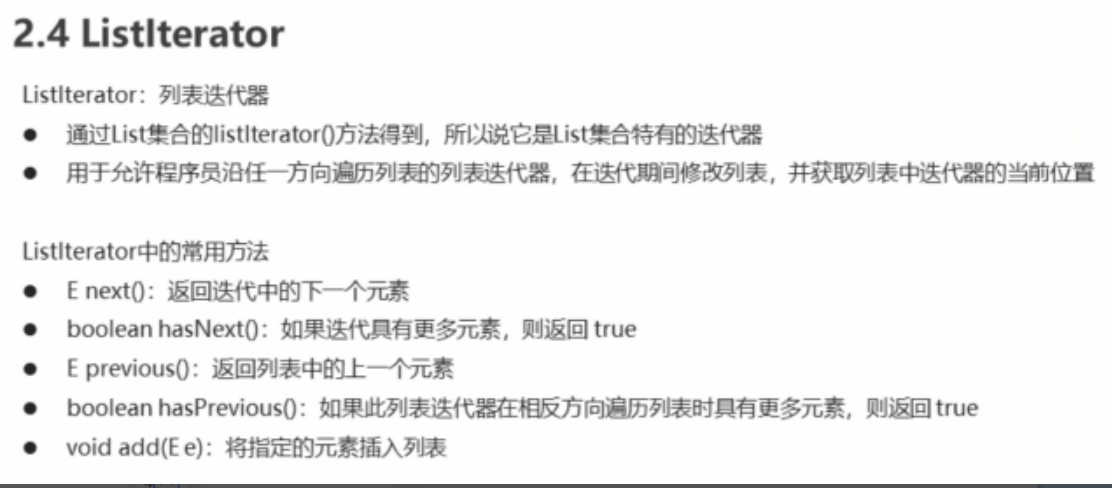 2.4 ListIterator
ListIterator：列表迭代器
● 通过List集合的listIterator()方法得到，所以说它是List集合特有的迭代器
● 用于允许程序员沿任一方向遍历列表的列表迭代器，在迭代期间修改列表，并获取列表中迭代器的当前位置
ListIterator中的常用方法
● E next()：返回迭代中的下一个元素
● boolean hasNext()：如果迭代具有更多元素，则返回 true
● E previous()：返回列表中的上一个元素
● boolean hasPrevious()：如果此列表迭代器在相反方向遍历列表时具有更多元素，则返回 true
● void add(E e)：将指定的元素插入列表